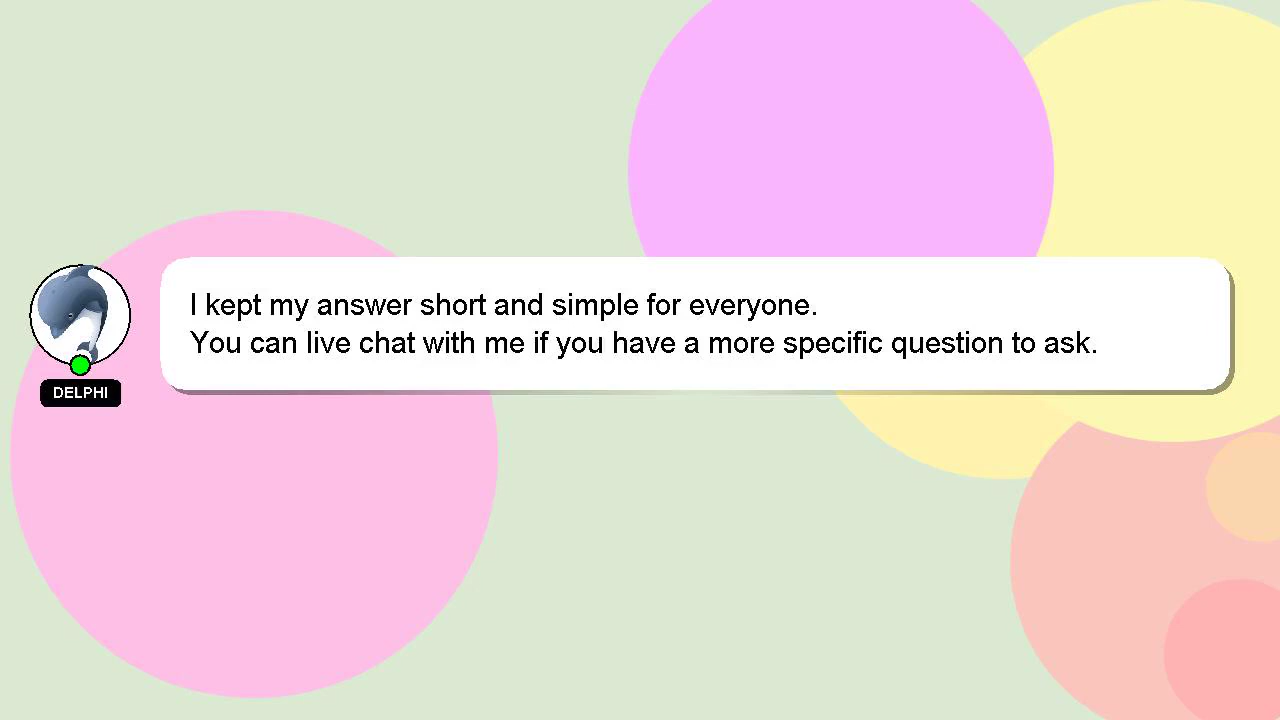 I kept my answer short and simple for everyone.
You can live chat with me if you have a more specific question to ask.
DELPHI